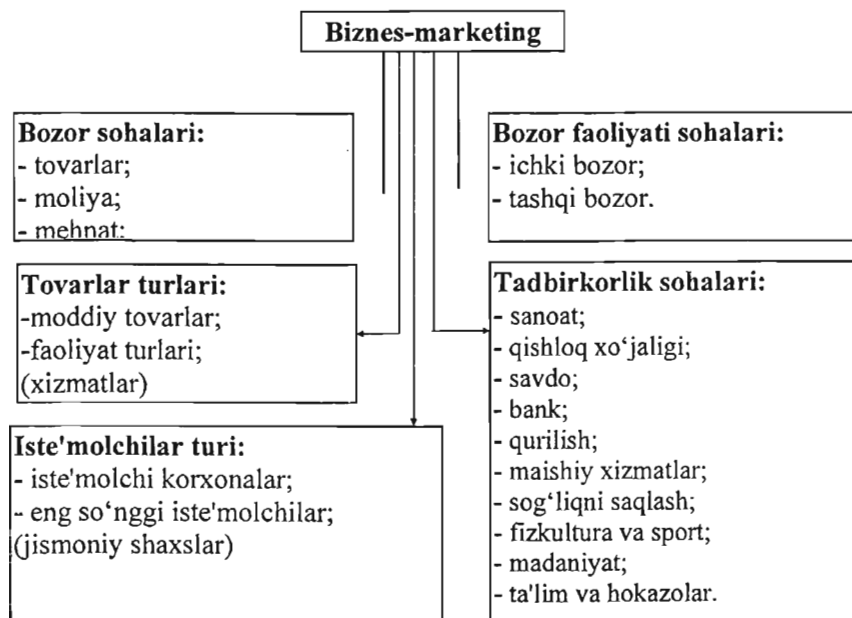 Biznes-marketing
Bozor sohalari:
- tovarlar;
- moliya;
- mehnat:
Bozor faoliyati sohalari:
- ichki bozor;
- tashqi bozor.
Tovarlar turlari:
-moddiy tovarlar;
-faoliyat turlari;
(xizmatlar)
Tadbirkorlik sohalari:
- sanoat;
- qishloq xo‘jaligi;
- savdo;
- bank;
- qurilish;
- maishiy xizmatlar;
- sog‘liqni saqlash;
- fizkultura va sport;
- madaniyat;
- ta'lim va hokazolar.
Iste'molchilar turi:
- iste'molchi korxonalar;
- eng so‘nggi iste'molchilar;
(jismoniy shaxslar)